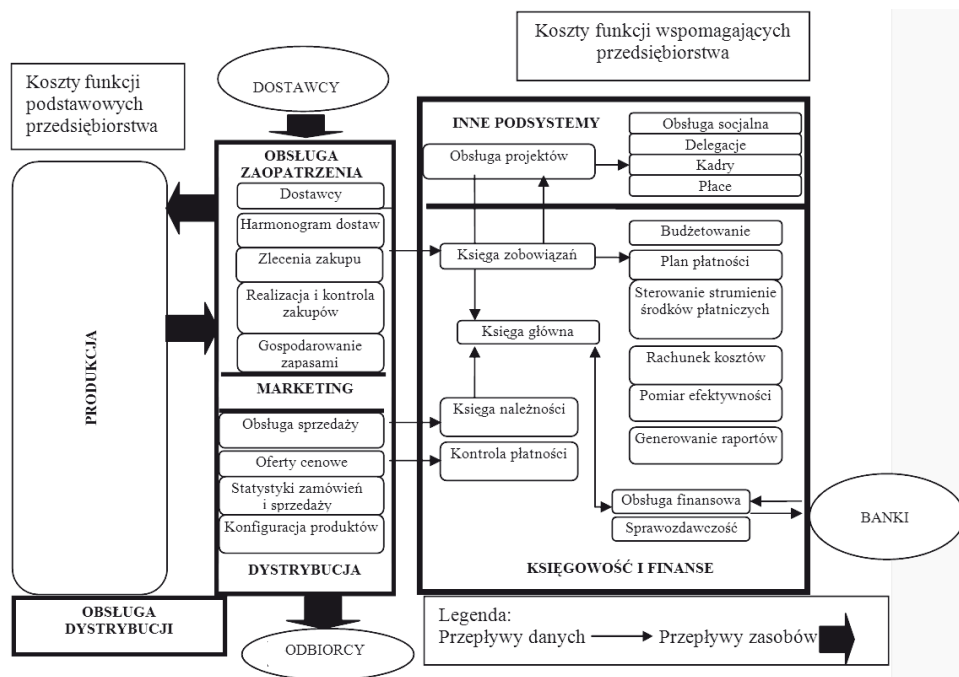 Koszty funkcji wspomagających
przedsiębiorstwa
Koszty funkcji
podstawowych
przedsiębiorstwa
DOSTAWCY
OBSŁUGA
ZAOPATRZENIA
Dostawcy
Harmonogram dostaw
Zlecenia zakupu
Realizacja i kontrola
zakupów
Gospodarowanie
zapasami
MARKETING
Obsługa sprzedaży
Oferty cenowe
Statystyki zamówień
i sprzedaży
Konfiguracja produktów
DYSTRYBUCJA
PRODUKCJA
OBSŁUGA
DYSTRYBUCJI
ODBIORCY
INNE PODSYSTEMY
Obsługa projektów
Obsługa socjalna
Delegacje
Kadry
Płace
Księga zobowiązań
Księga główna
Księga należności
Kontrola płatności
Budżetowanie
Plan płatności
Sterowanie strumienie
środków płatniczych
Rachunek kosztów
Pomiar efektywności
Generowanie raportów
Obsługa finansowa
Sprawozdawczość
KSIĘGOWOŚĆ I FINANSE
BANKI
Legenda:
Przepływy danych Przepływy zasobów